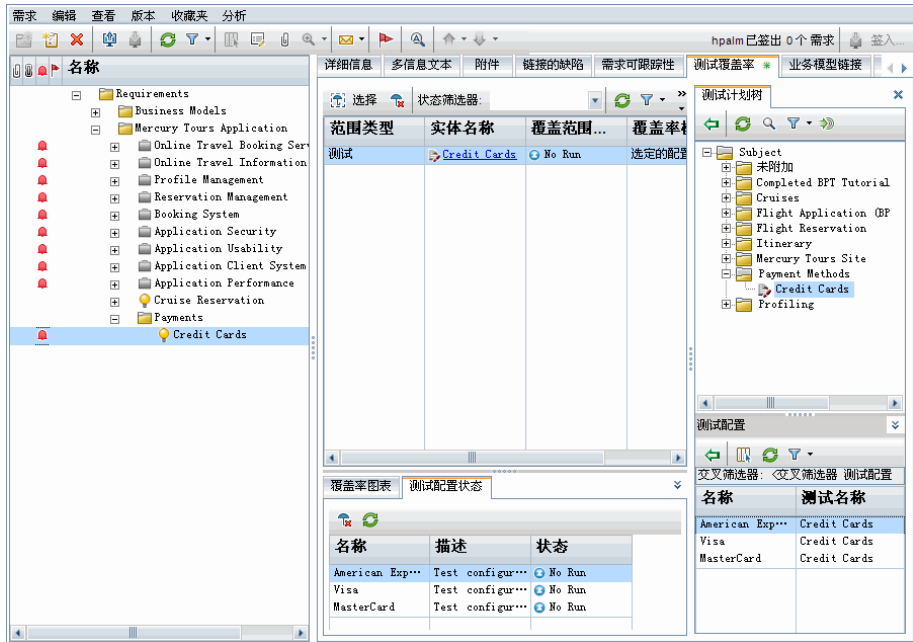 需求 编辑 查看 版本 收藏夹 分析
hpalm已签出 0个 需求 签入...
名称
Requirements
Business Models
Mercury Tours Application
Online Travel Booking Ser
Online Travel Information
Profile Management
Reservation Management
Booking System
Application Security
Application Usability
Application Client System
Application Performance
Cruise Reservation
Payments
Credit Cards
详细信息 多信息文本 附件 链接的缺陷 需求可跟踪性 测试覆盖率 * 业务模型链接
选择 状态筛选器:
范围类型 实体名称 覆盖范围... 覆盖率
测试 Credit Cards No Run 选定的配置
覆盖率图表 测试配置状态
名称 描述 状态
American Exp... Test configur... No Run
Visa Test configur... No Run
MasterCard Test configur... No Run
测试计划树
Subject
未附加
Completed BPT Tutorial
Cruises
Flight Application (BP
Flight Reservation
Itinerary
Mercury Tours Site
Payment Methods
Credit Cards
Profiling
测试配置
交叉筛选器: <交叉筛选器 测试配置
名称 测试名称
American Exp... Credit Cards
Visa Credit Cards
MasterCard Credit Cards